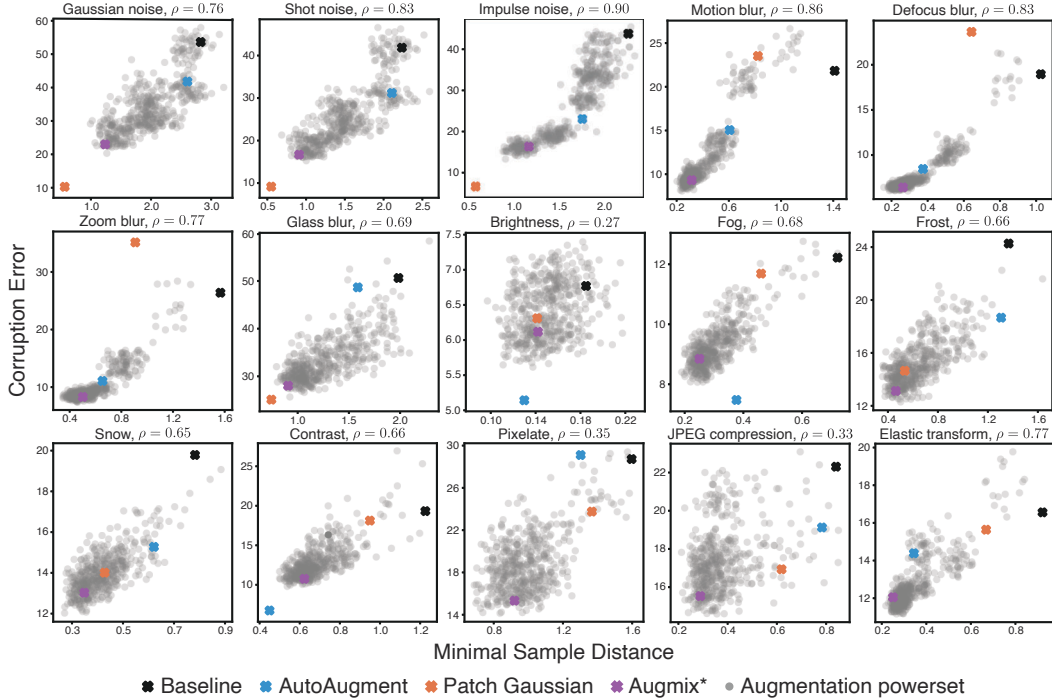 Gaussian noise, ρ = 0.76
Shot noise, ρ = 0.83
Impulse noise, ρ = 0.90
Motion blur, ρ = 0.86
Defocus blur, ρ = 0.83
60
50
40
30
20
10
1.0 2.0 3.0
50
40
30
20
10
0.5 1.0 1.5 2.0 2.5
40
30
20
10
0.5 1.0 1.5 2.0
25
20
15
10
0.2 0.6 1.0 1.4
20
15
10
0.2 0.4 0.6 0.8 1.0
Zoom blur, ρ = 0.77
Glass blur, ρ = 0.69
Brightness, ρ = 0.27
Fog, ρ = 0.68
Frost, ρ = 0.66
30
20
10
0.4 0.8 1.2 1.6
60
50
40
30
1.0 1.5 2.0
7.5
7.0
6.5
6.0
5.5
5.0
0.10 0.14 0.18 0.22
12
10
8
0.2 0.4 0.6
24
20
16
12
0.4 0.8 1.2 1.6
Snow, ρ = 0.65
Contrast, ρ = 0.66
Pixelate, ρ = 0.35
JPEG compression, ρ = 0.33
Elastic transform, ρ = 0.77
20
18
16
14
12
0.3 0.5 0.7 0.9
25
20
15
10
0.4 0.6 0.8 1.0 1.2
30
26
22
18
14
0.8 1.2 1.6
22
20
18
16
0.2 0.4 0.6 0.8
20
18
16
14
12
0.2 0.4 0.6 0.8
Corruption Error
Minimal Sample Distance
Baseline
AutoAugment
Patch Gaussian
Augmix*
Augmentation powerset